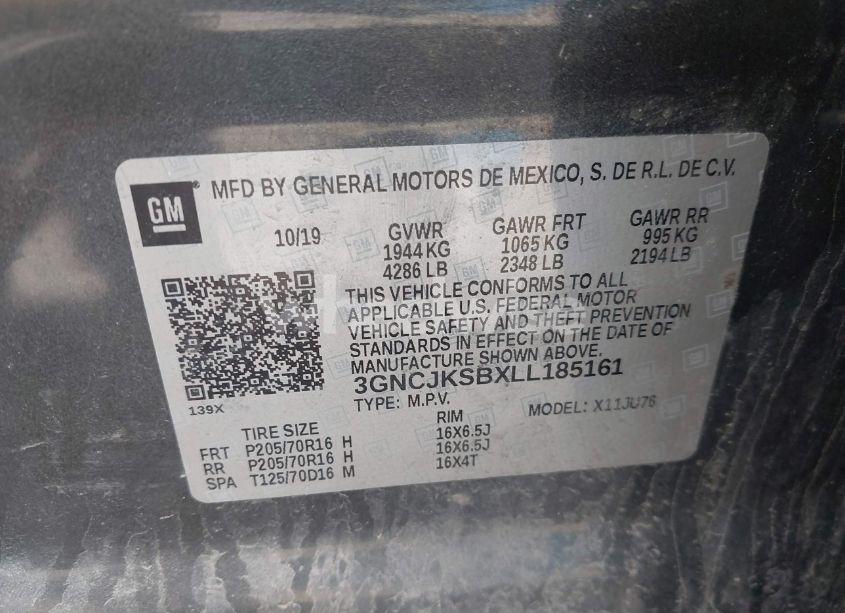 GM
MFD BY GENERAL MOTORS DE MEXICO, S. DE R.L. DE C.V.
10/19 GVWR GAWR FRT GAWR RR
1944 KG 1065 KG 995 KG
4286 LB 2348 LB 2194 LB
THIS VEHICLE CONFORMS TO ALL
APPLICABLE U.S. FEDERAL MOTOR
VEHICLE SAFETY AND THEFT PREVENTION
STANDARDS IN EFFECT ON THE DATE OF
MANUFACTURE SHOWN ABOVE.
3GNCJKSBXLL185161
139X
TYPE: M.P.V. MODEL: X11JU76
TIRE SIZE RIM
FRT P205/70R16 H 16X6.5J
RR P205/70R16 H 16X6.5J
SPA T125/70D16 M 16X4T